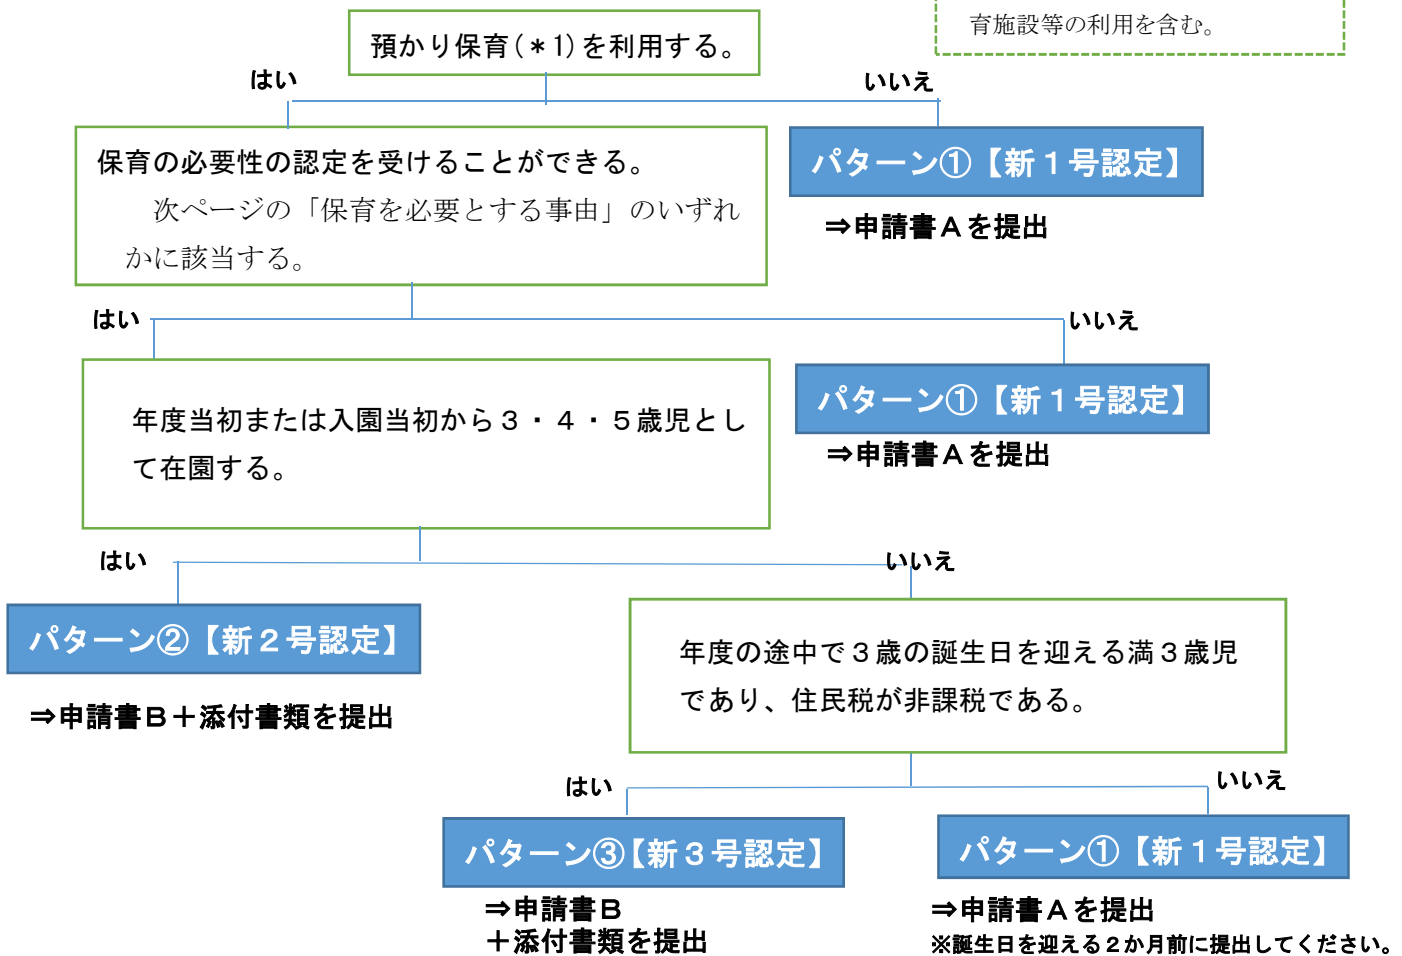 育施設等の利用を含む。
預かり保育(＊1)を利用する。
はい
いいえ
保育の必要性の認定を受けることができる。
次ページの「保育を必要とする事由」のいずれ
かに該当する。
パターン①【新１号認定】
⇒申請書Ａを提出
はい
いいえ
年度当初または入園当初から３・４・５歳児とし
て在園する。
パターン①【新１号認定】
⇒申請書Ａを提出
はい
いいえ
パターン②【新２号認定】
⇒申請書Ｂ＋添付書類を提出
年度の途中で３歳の誕生日を迎える満３歳児
であり、住民税が非課税である。
はい
いいえ
パターン③【新３号認定】
⇒申請書Ｂ
＋添付書類を提出
パターン①【新１号認定】
⇒申請書Ａを提出
※誕生日を迎える２か月前に提出してください。